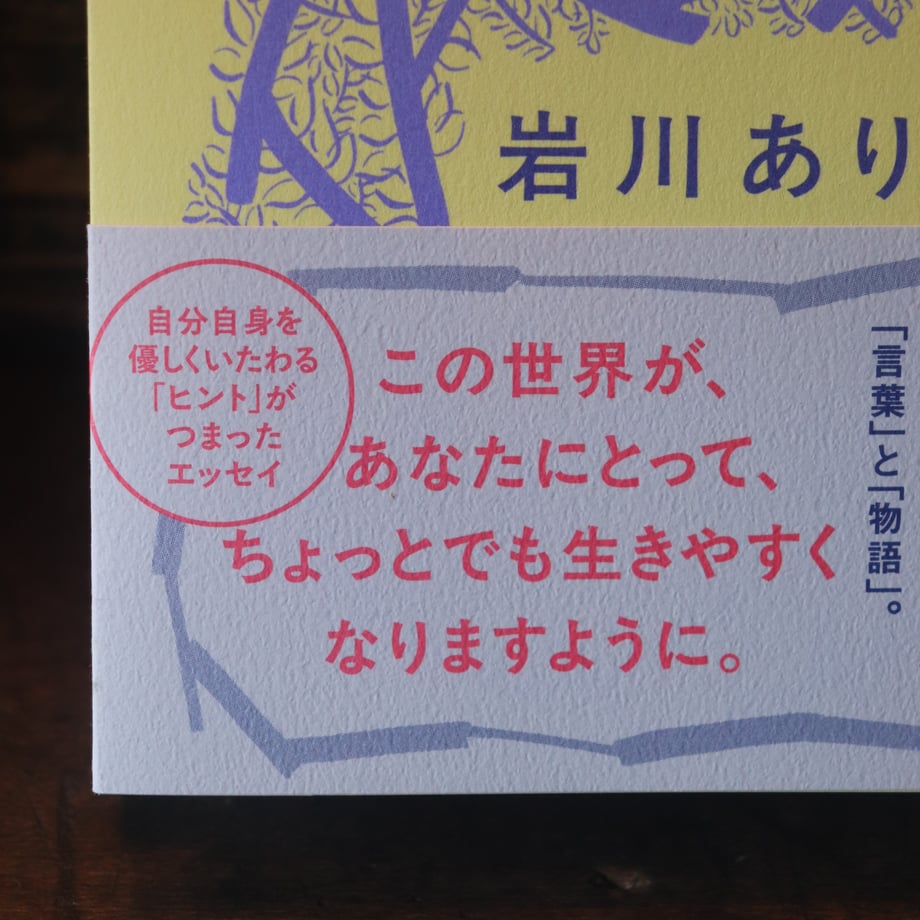 岩川あり
自分自身を
優しくいたわる
「ヒント」が
つまった
エッセイ
この世界が、
あなたにとって、
ちょっとでも生きやすく
なりますように。
「言葉」と「物語」。